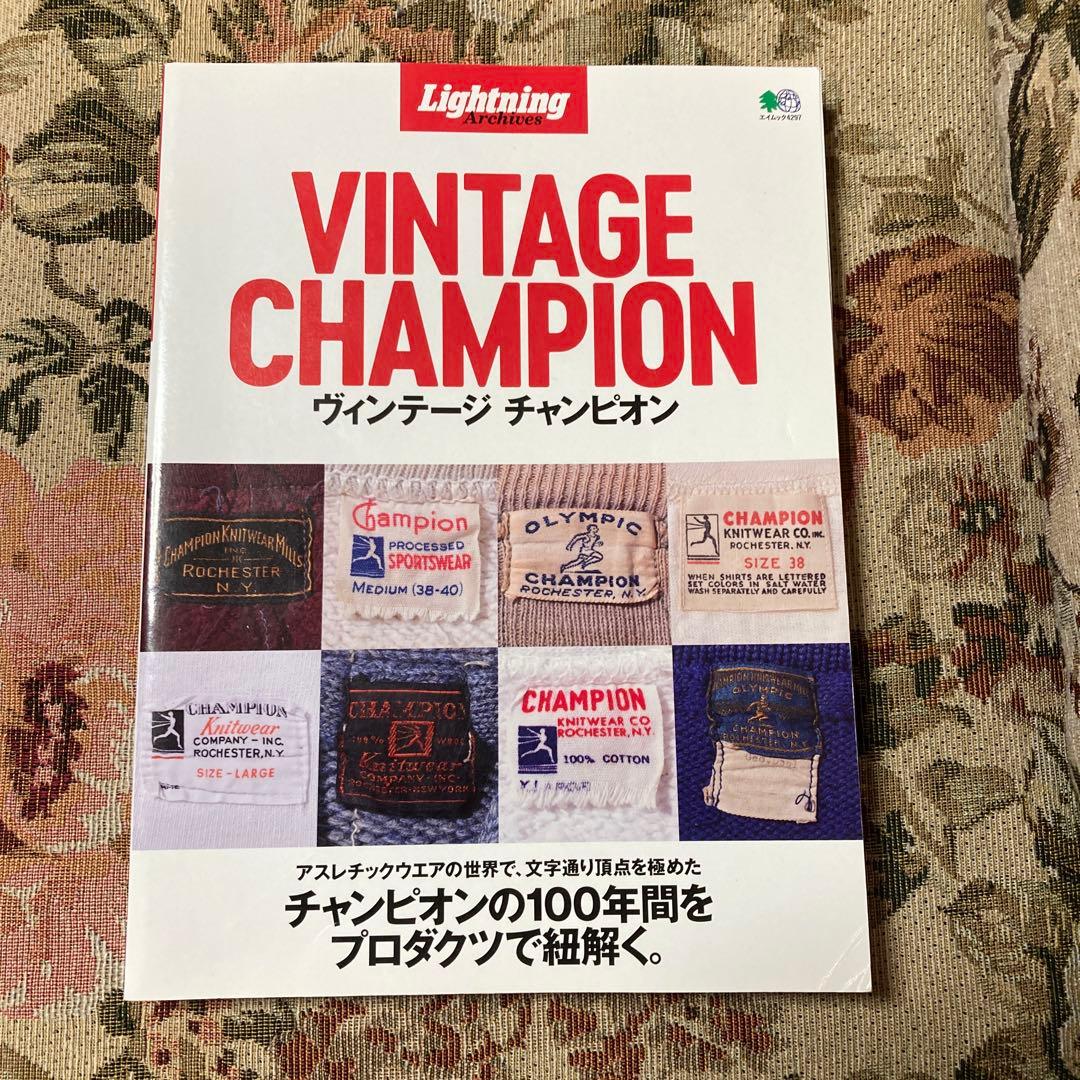 Lightning
Archives
エイムック4297
VINTAGE
CHAMPION
ヴィンテージ チャンピオン
CHAMPION KNITWEAR MILLS
INC
ROCHESTER
N.Y.
Champion
PROCESSED
SPORTSWEAR
MEDIUM (38-40)
OLYMPIC
CHAMPION
ROCHESTER, N.Y.
CHAMPION
KNITWEAR CO. INC.
ROCHESTER, N.Y.
SIZE 38
WHEN SHIRTS ARE LETTERED
SET COLORS IN SALT WATER
WASH SEPARATELY AND CAREFULLY
CHAMPION
Knitwear
COMPANY-INC.
ROCHESTER, N.Y.
SIZE-LARGE
CHAMPION
Knitwear
COMPANY-INC-
ROCHESTER-NEW YORK
CHAMPION
KNITWEAR CO
ROCHESTER, N.Y.
100% COTTON
CHAMPION KNITWEAR MILLS
OLYMPIC
CHAMPION
ROCHESTER, N.Y.
アスレチックウエアの世界で、文字通り頂点を極めた
チャンピオンの100年間を
プロダクツで紐解く。